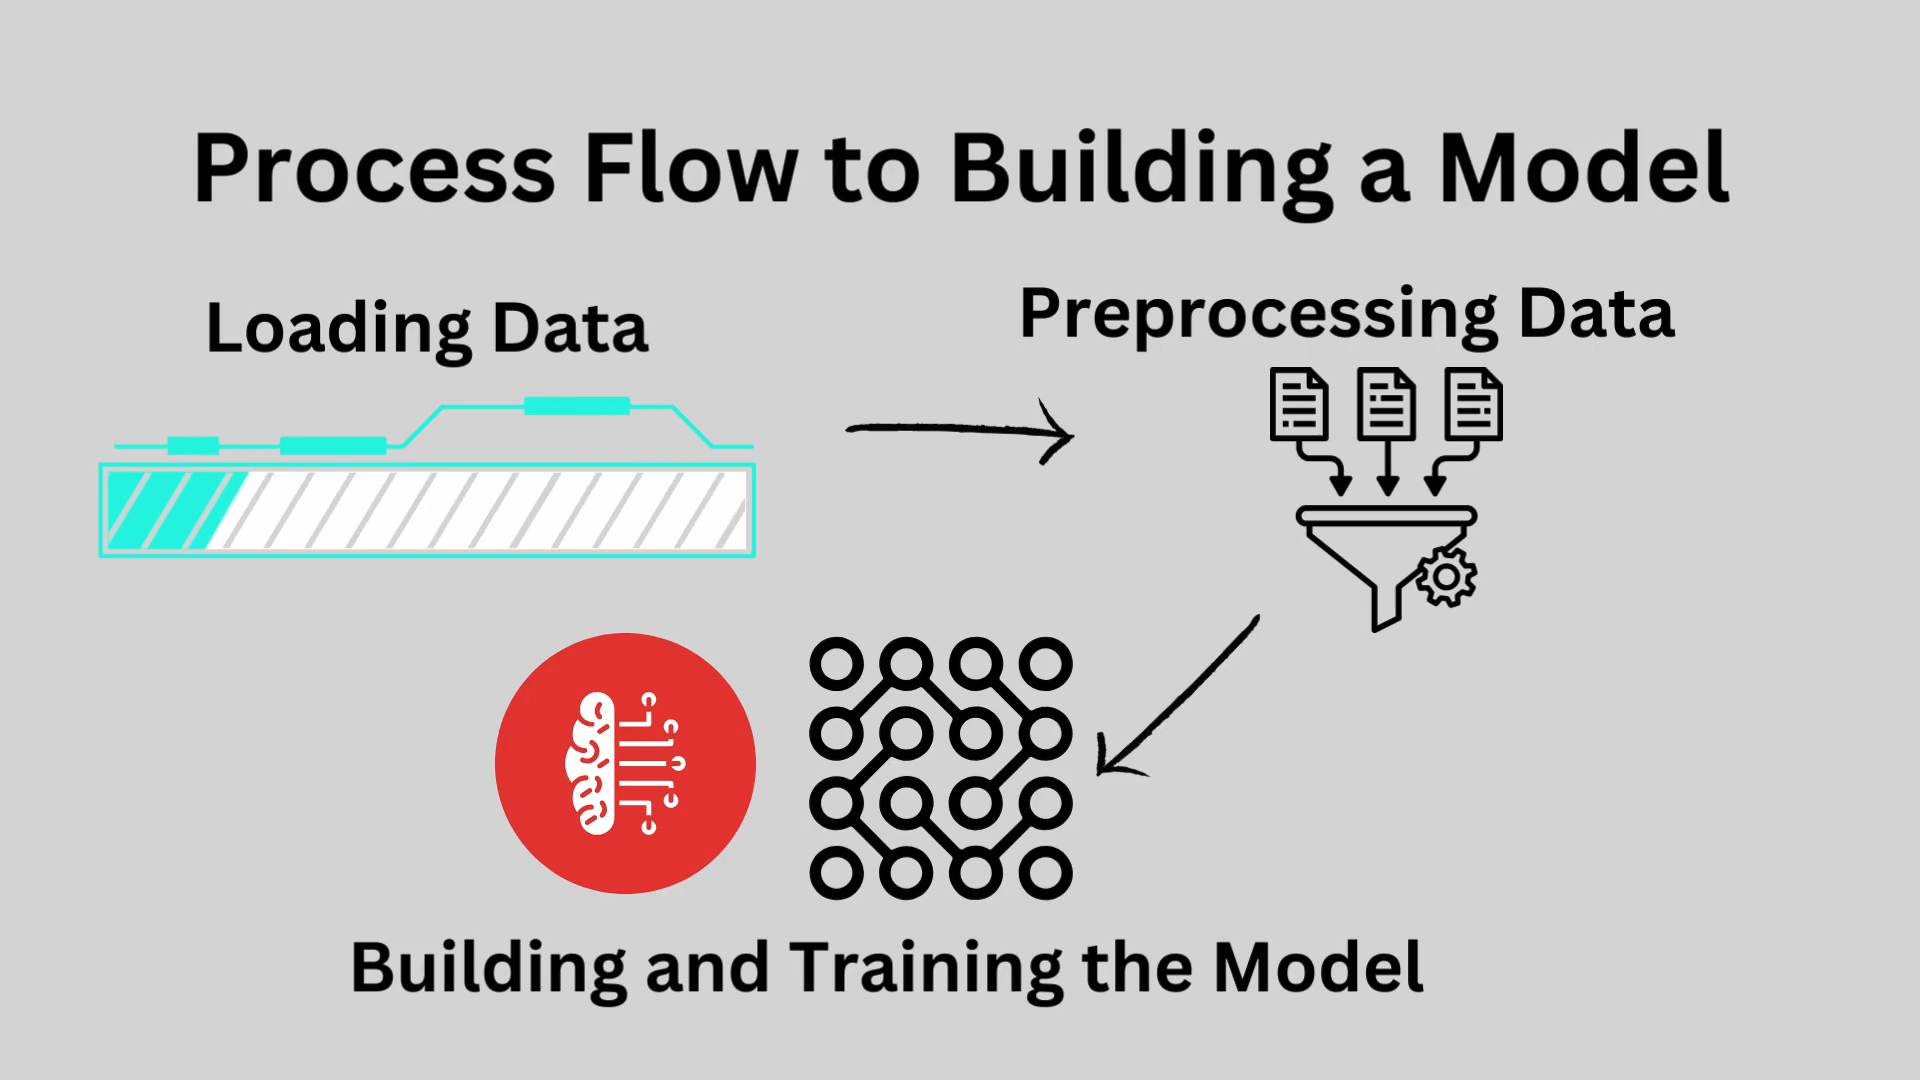 Process Flow to Building a Model
Loading Data
Preprocessing Data
Building and Training the Model